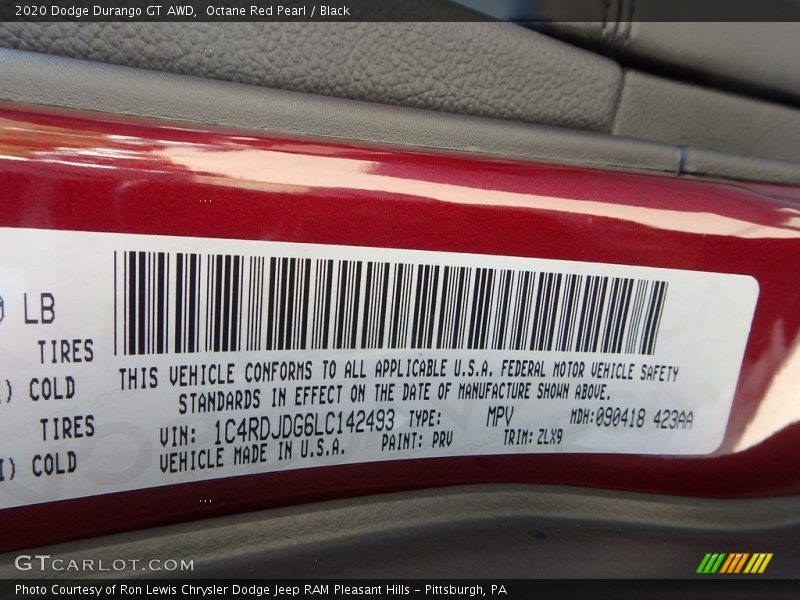 2020 Dodge Durango GT AWD, Octane Red Pearl / Black
LB
TIRES
COLD
TIRES
COLD
THIS VEHICLE CONFORMS TO ALL APPLICABLE U.S.A. FEDERAL MOTOR VEHICLE SAFETY
STANDARDS IN EFFECT ON THE DATE OF MANUFACTURE SHOWN ABOVE.
VIN: 1C4RDJDG6LC142493 TYPE: MPV MDH:090418 423AA
VEHICLE MADE IN U.S.A. PAINT: PRV TRIM: ZLX9
GTCARLOT.COM
Photo Courtesy of Ron Lewis Chrysler Dodge Jeep RAM Pleasant Hills - Pittsburgh, PA